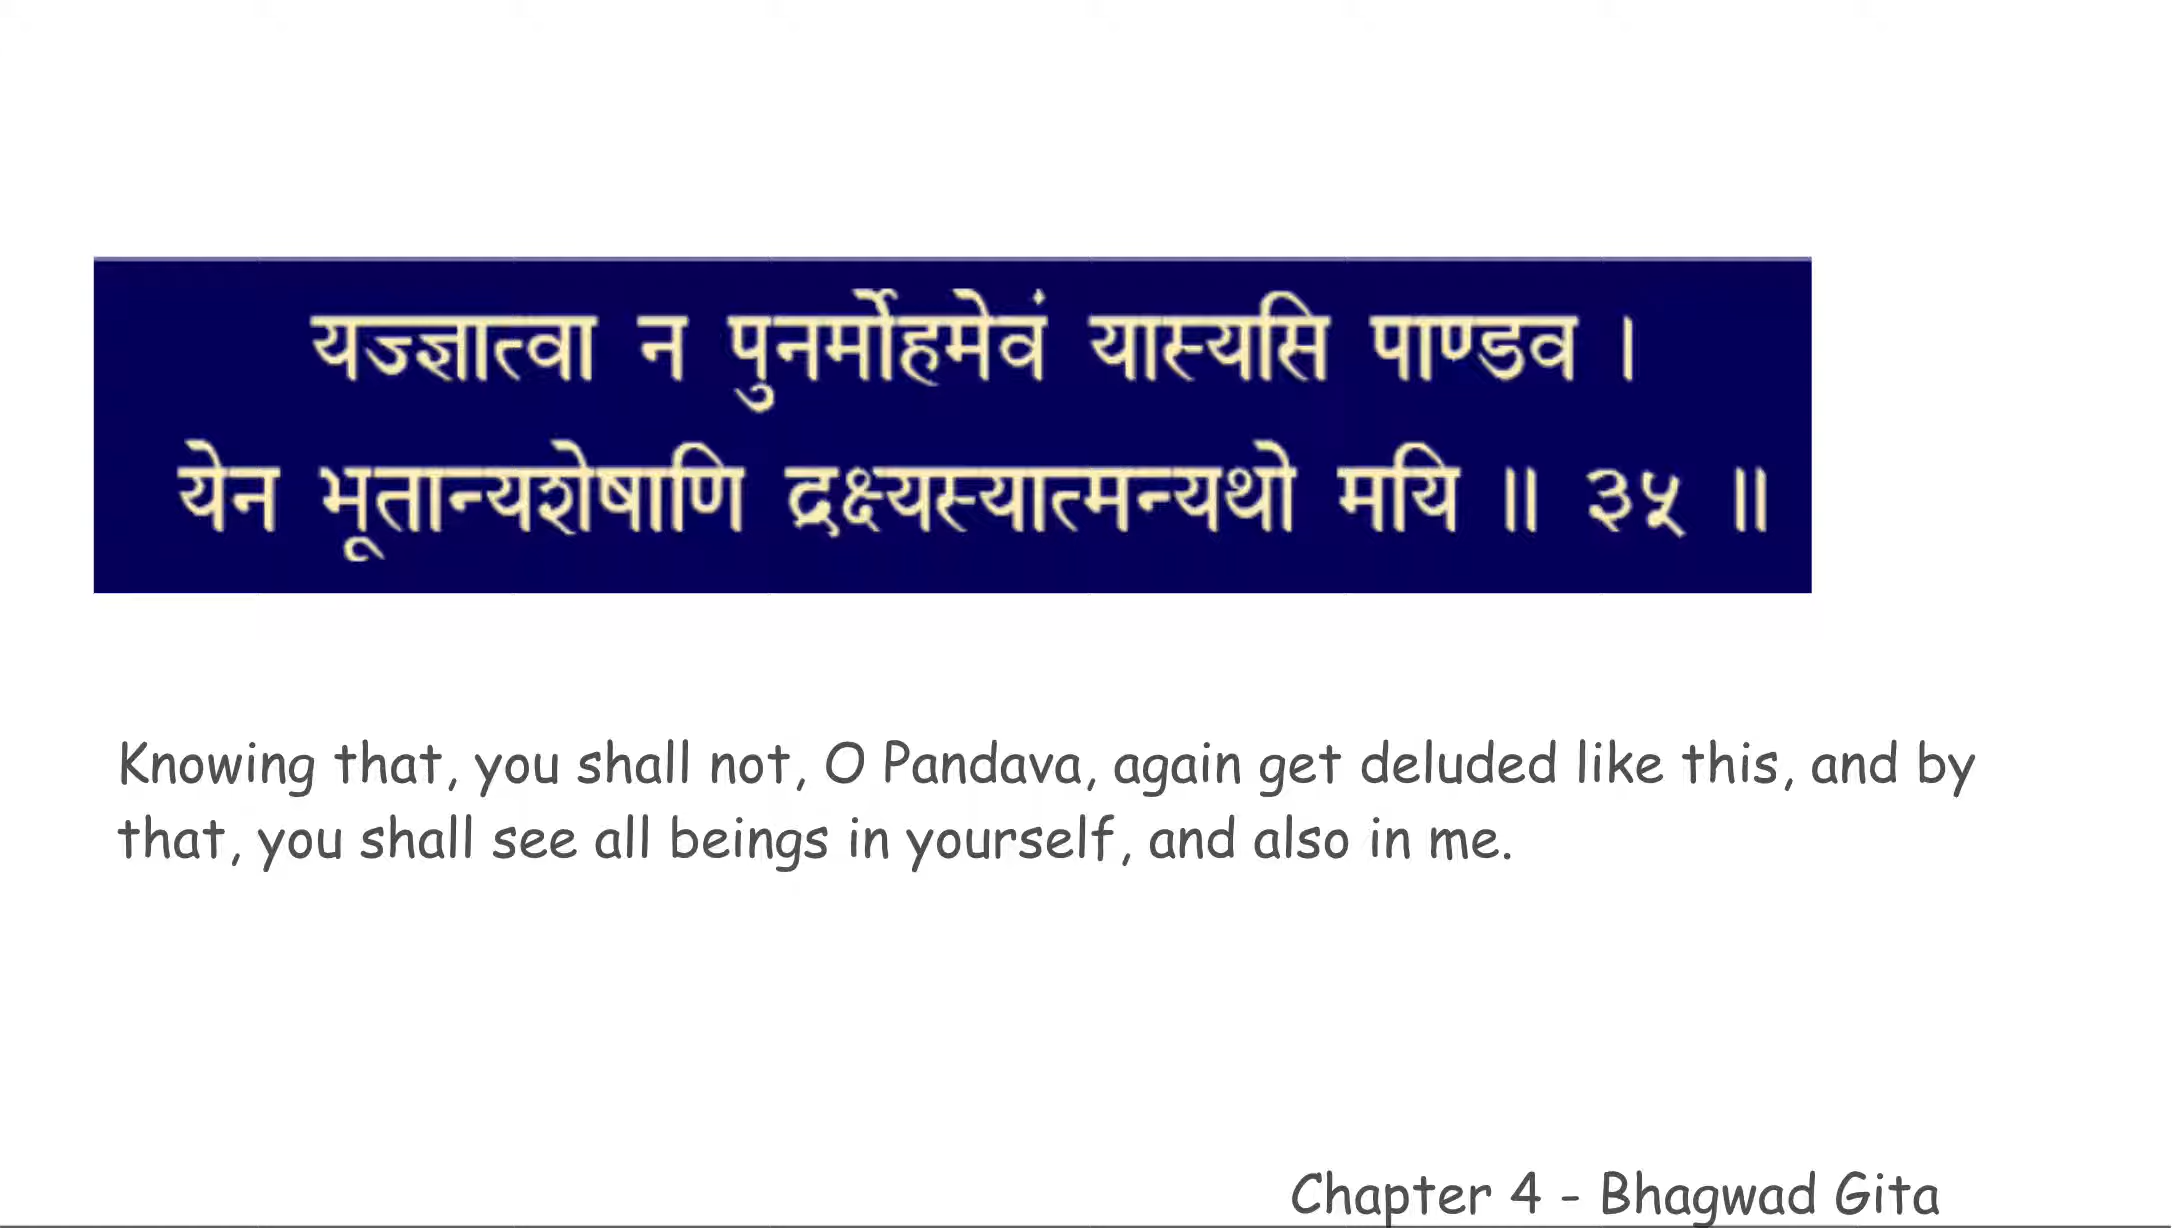 यज्ज्ञात्वा न पुनर्मोहमेवं यास्यसि पाण्डव ।
येन भूतान्यशेषाणि द्रक्ष्यस्यात्मन्यथो मयि ॥ ३५ ॥
Knowing that, you shall not, O Pandava, again get deluded like this, and by
that, you shall see all beings in yourself, and also in me.
Chapter 4 - Bhagwad Gita